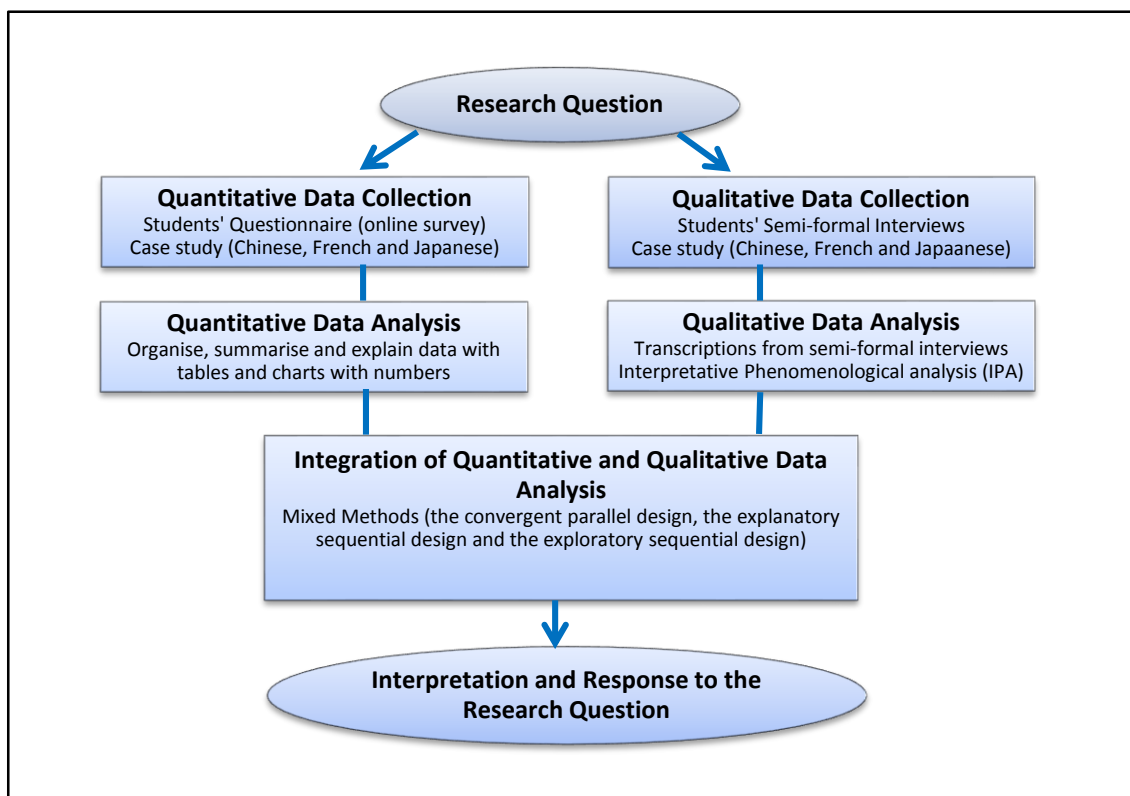 Research Question
Quantitative Data Collection
Students' Questionnaire (online survey)
Case study (Chinese, French and Japanese)
Qualitative Data Collection
Students' Semi-formal Interviews
Case study (Chinese, French and Japaanese)
Quantitative Data Analysis
Organise, summarise and explain data with
tables and charts with numbers
Qualitative Data Analysis
Transcriptions from semi-formal interviews
Interpretative Phenomenological analysis (IPA)
Integration of Quantitative and Qualitative Data
Analysis
Mixed Methods (the convergent parallel design, the explanatory
sequential design and the exploratory sequential design)
Interpretation and Response to the
Research Question